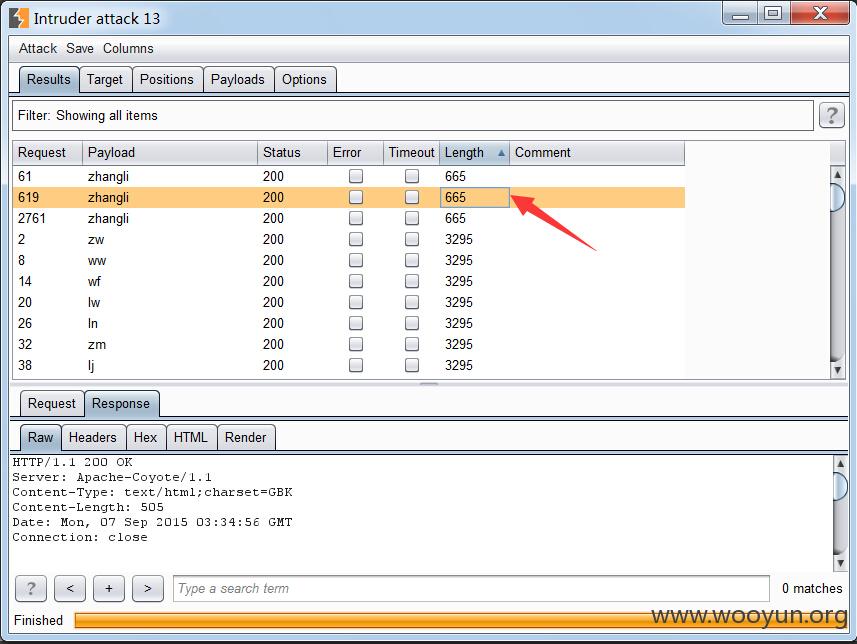 Intruder attack 13
Attack Save Columns
Results Target Positions Payloads Options
Filter: Showing all items
?
Request Payload Status Error Timeout Length Comment
61 zhangli 200 665
619 zhangli 200 665
2761 zhangli 200 665
2 zw 200 3295
8 ww 200 3295
14 wf 200 3295
20 lw 200 3295
26 ln 200 3295
32 zm 200 3295
38 lj 200 3295
Request Response
Raw Headers Hex HTML Render
HTTP/1.1 200 OK
Server: Apache-Coyote/1.1
Content-Type: text/html;charset=GBK
Content-Length: 505
Date: Mon, 07 Sep 2015 03:34:56 GMT
Connection: close
? < + > Type a search term 0 matches
Finished
www.wooyun.org